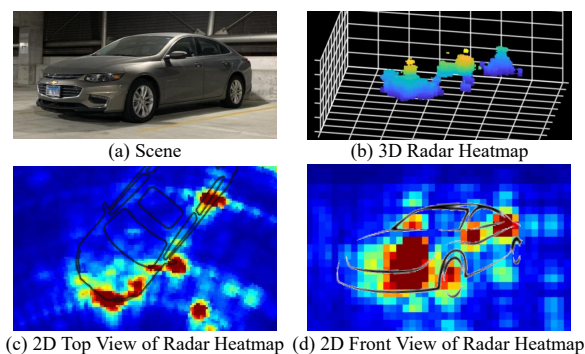 (a) Scene
(b) 3D Radar Heatmap
(c) 2D Top View of Radar Heatmap
(d) 2D Front View of Radar Heatmap